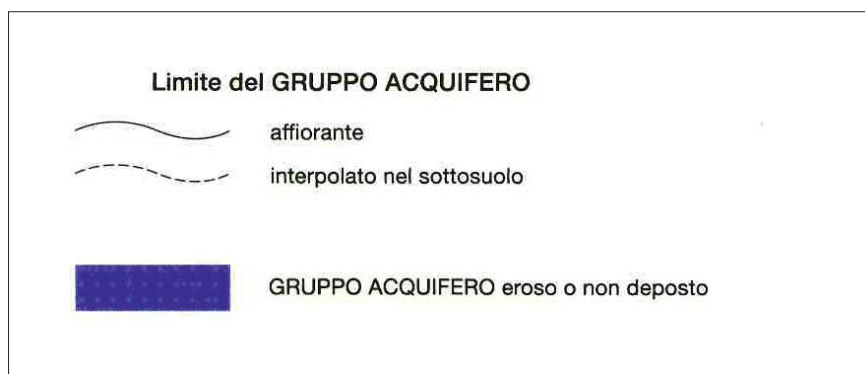 Limite del GRUPPO ACQUIFERO
affiorante
interpolato nel sottosuolo
GRUPPO ACQUIFERO eroso o non deposto